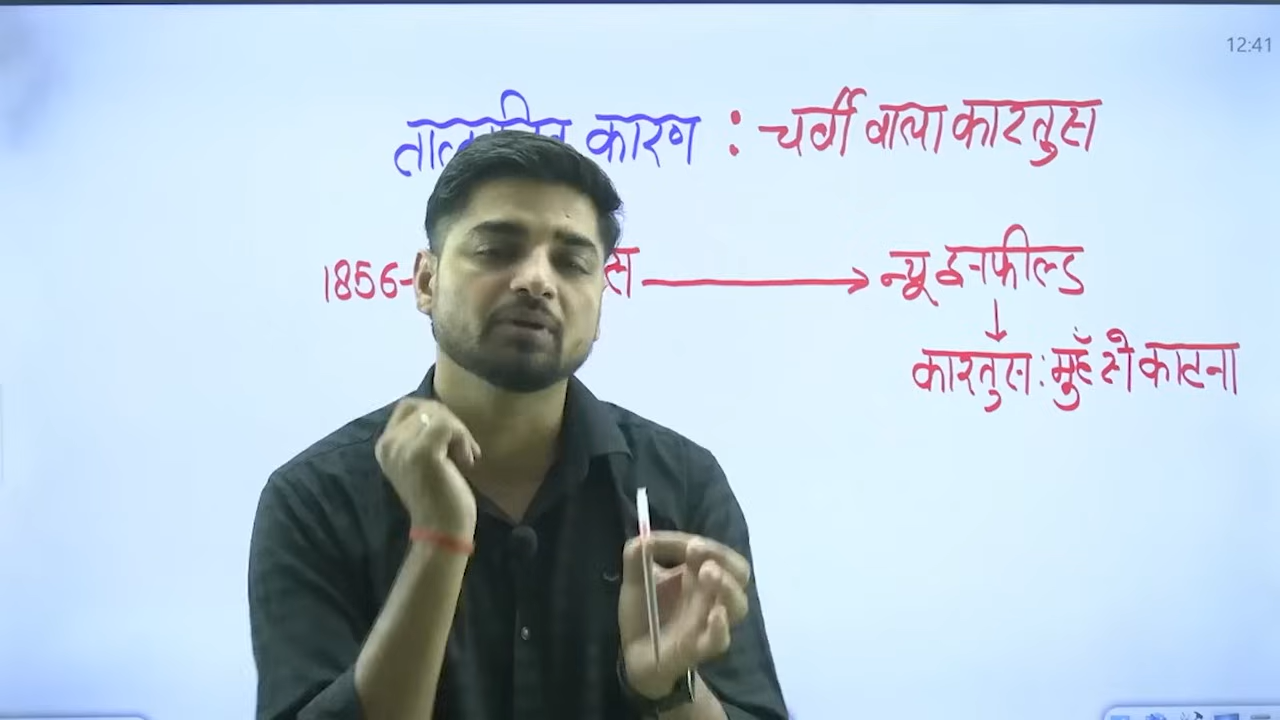 12:41
कारण : चर्वी वाला कारतुस
1856- → न्यू इनफील्ड
↓
कारतुस : मुहँ से काटना